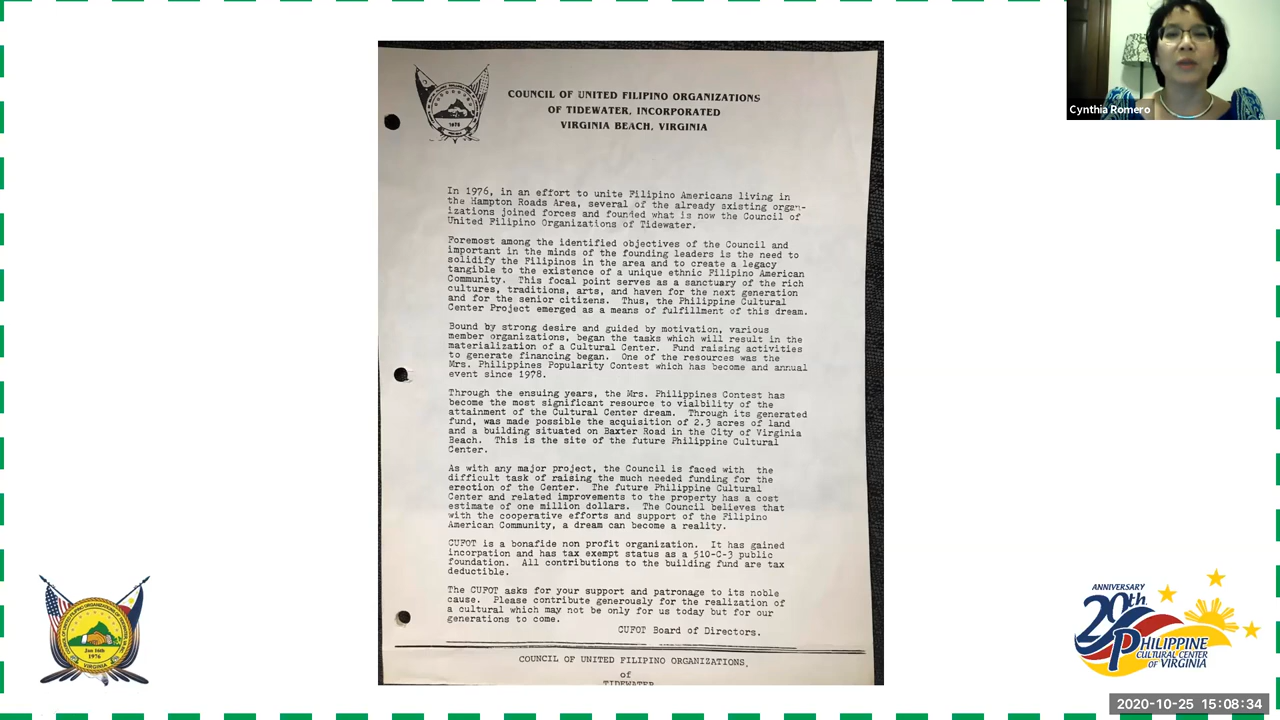 COUNCIL OF UNITED FILIPINO ORGANIZATIONS
OF TIDEWATER, INCORPORATED
VIRGINIA BEACH, VIRGINIA
1976
In 1976, in an effort to unite Filipino Americans living in
the Hampton Roads Area, several of the already existing organ-
izations joined forces and founded what is now the Council of
United Filipino Organizations of Tidewater.
Foremost among the identified objectives of the Council and
important in the minds of the founding leaders is the need to
solidify the Filipinos in the area and to create a legacy
tangible to the existence of a unique ethnic Filipino American
Community. This focal point serves as a sanctuary of the rich
cultures, traditions, arts, and haven for the next generation
and for the senior citizens. Thus, the Philippine Cultural
Center Project emerged as a means of fulfillment of this dream.
Bound by strong desire and guided by motivation, various
member organizations, began the tasks which will result in the
materialization of a Cultural Center. Fund raising activities
to generate financing began. One of the resources was the
Mrs. Philippines Popularity Contest which has become and annual
event since 1978.
Through the ensuing years, the Mrs. Philippines Contest has
become the most significant resource to vialbility of the
attainment of the Cultural Center dream. Through its generated
fund, was made possible the acquisition of 2.3 acres of land
and a building situated on Baxter Road in the City of Virginia
Beach. This is the site of the future Philippine Cultural
Center.
As with any major project, the Council is faced with the
difficult task of raising the much needed funding for the
erection of the Center. The future Philippine Cultural
Center and related improvements to the property has a cost
estimate of one million dollars. The Council believes that
with the cooperative efforts and support of the Filipino
American Community, a dream can become a reality.
CUFOT is a bonafide non profit organization. It has gained
incorpation and has tax exempt status as a 510-C-3 public
foundation. All contributions to the building fund are tax
deductible.
The CUFOT asks for your support and patronage to its noble
cause. Please contribute generously for the realization of
a cultural which may not be only for us today but for our
generations to come.
CUFOT Board of Directors.
COUNCIL OF UNITED FILIPINO ORGANIZATIONS,
of
TIDEWATER
Cynthia Romero
Jan 16th
1976
VIRGINIA
ANNIVERSARY
20th
PHILIPPINE
CULTURAL CENTER
OF VIRGINIA
2020-10-25 15:08:34